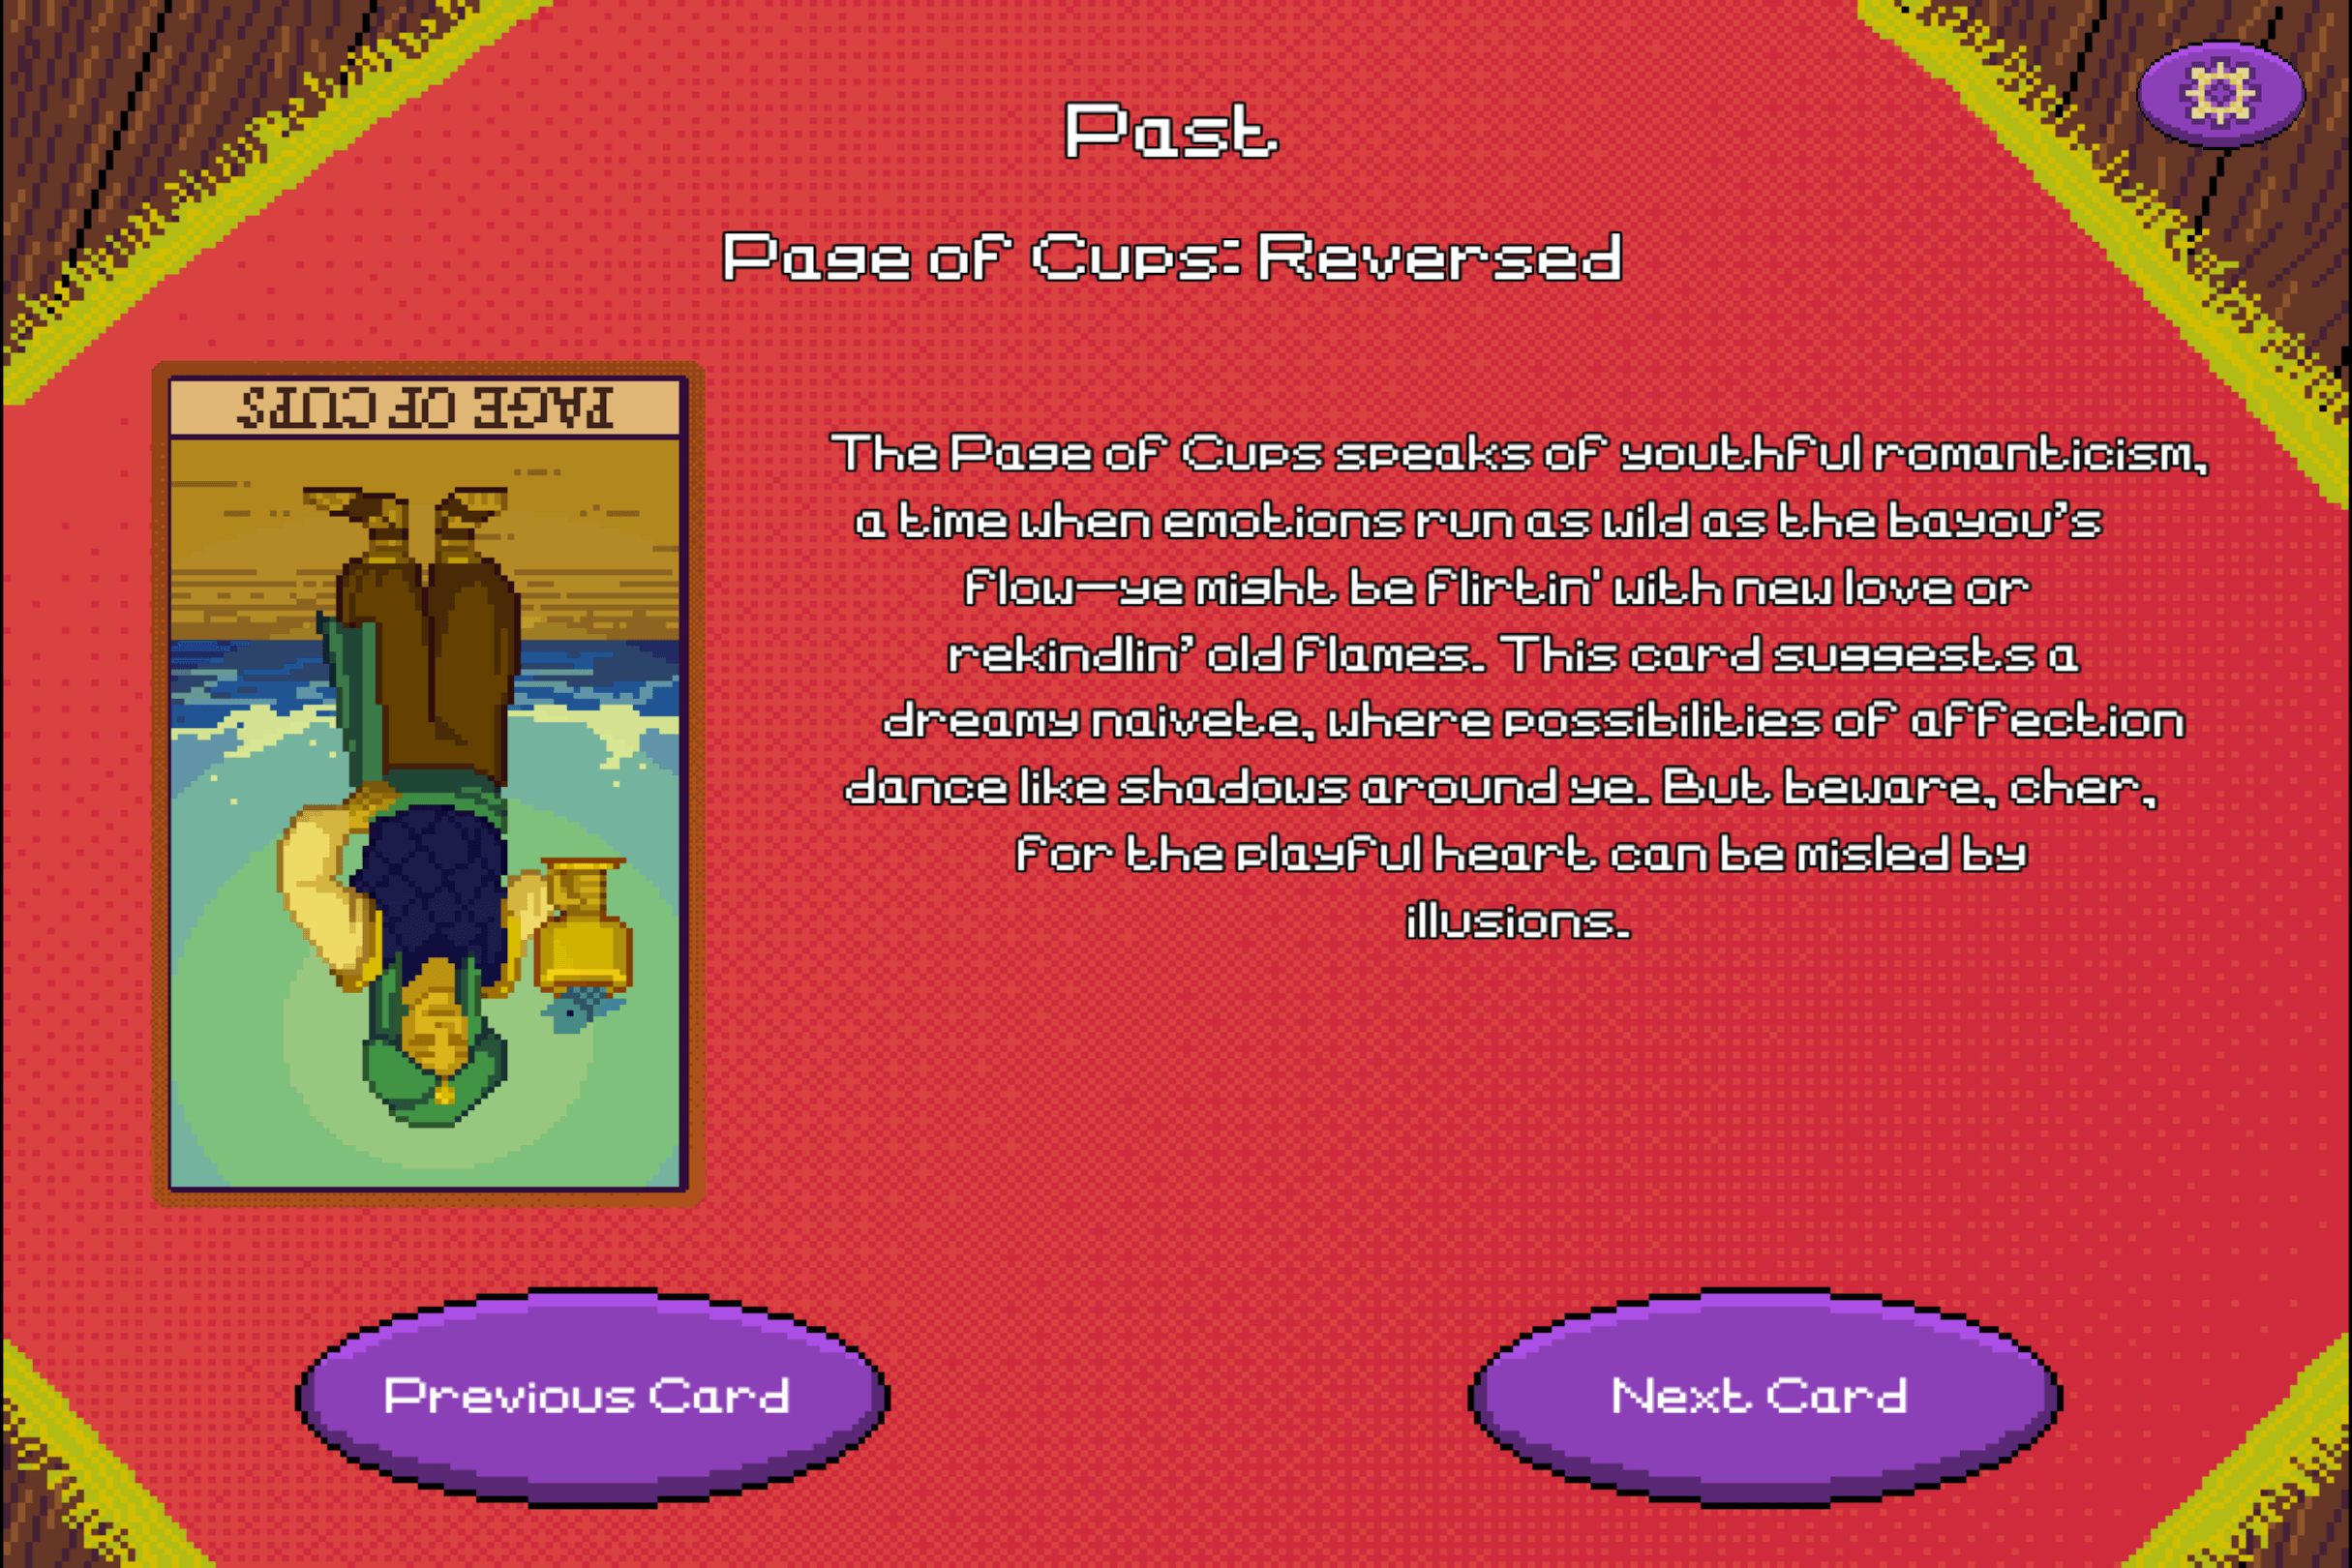 Past
Page of Cups: Reversed
PAGE OF CUPS
The Page of Cups speaks of youthful romanticism,
a time when emotions run as wild as the bayou's
flow—ye might be flirtin' with new love or
rekindlin' old flames. This card suggests a
dreamy naivete, where possibilities of affection
dance like shadows around ye. But beware, cher,
for the playful heart can be misled by
illusions.
Previous Card
Next Card